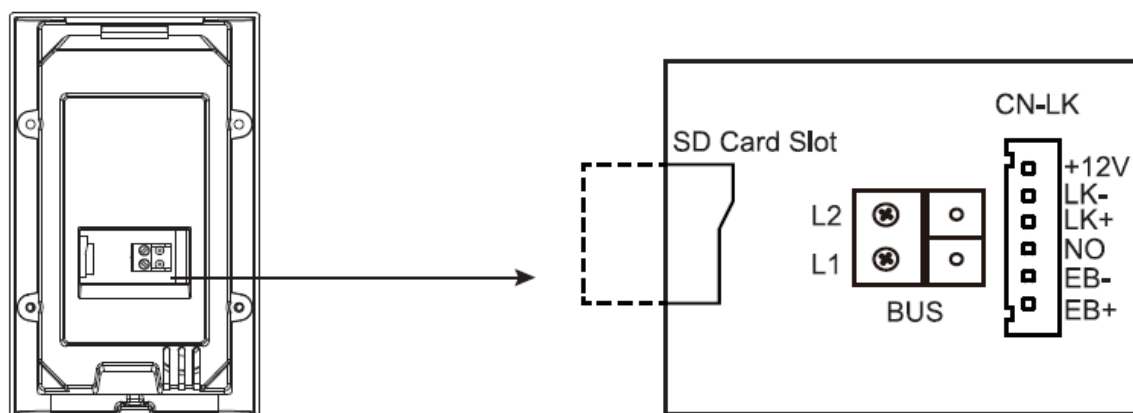 CN-LK
SD Card Slot
+12V
LK-
LK+
NO
EB-
EB+
L2
L1
BUS